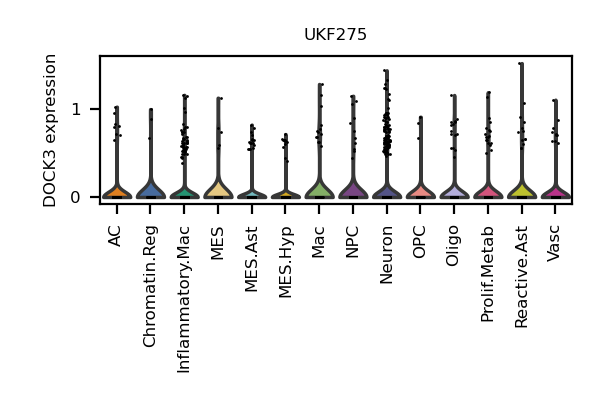 UKF275
DOCK3 expression
1
0
AC
Chromatin.Reg
Inflammatory.Mac
MES
MES.Ast
MES.Hyp
Mac
NPC
Neuron
OPC
Oligo
Prolif.Metab
Reactive.Ast
Vasc